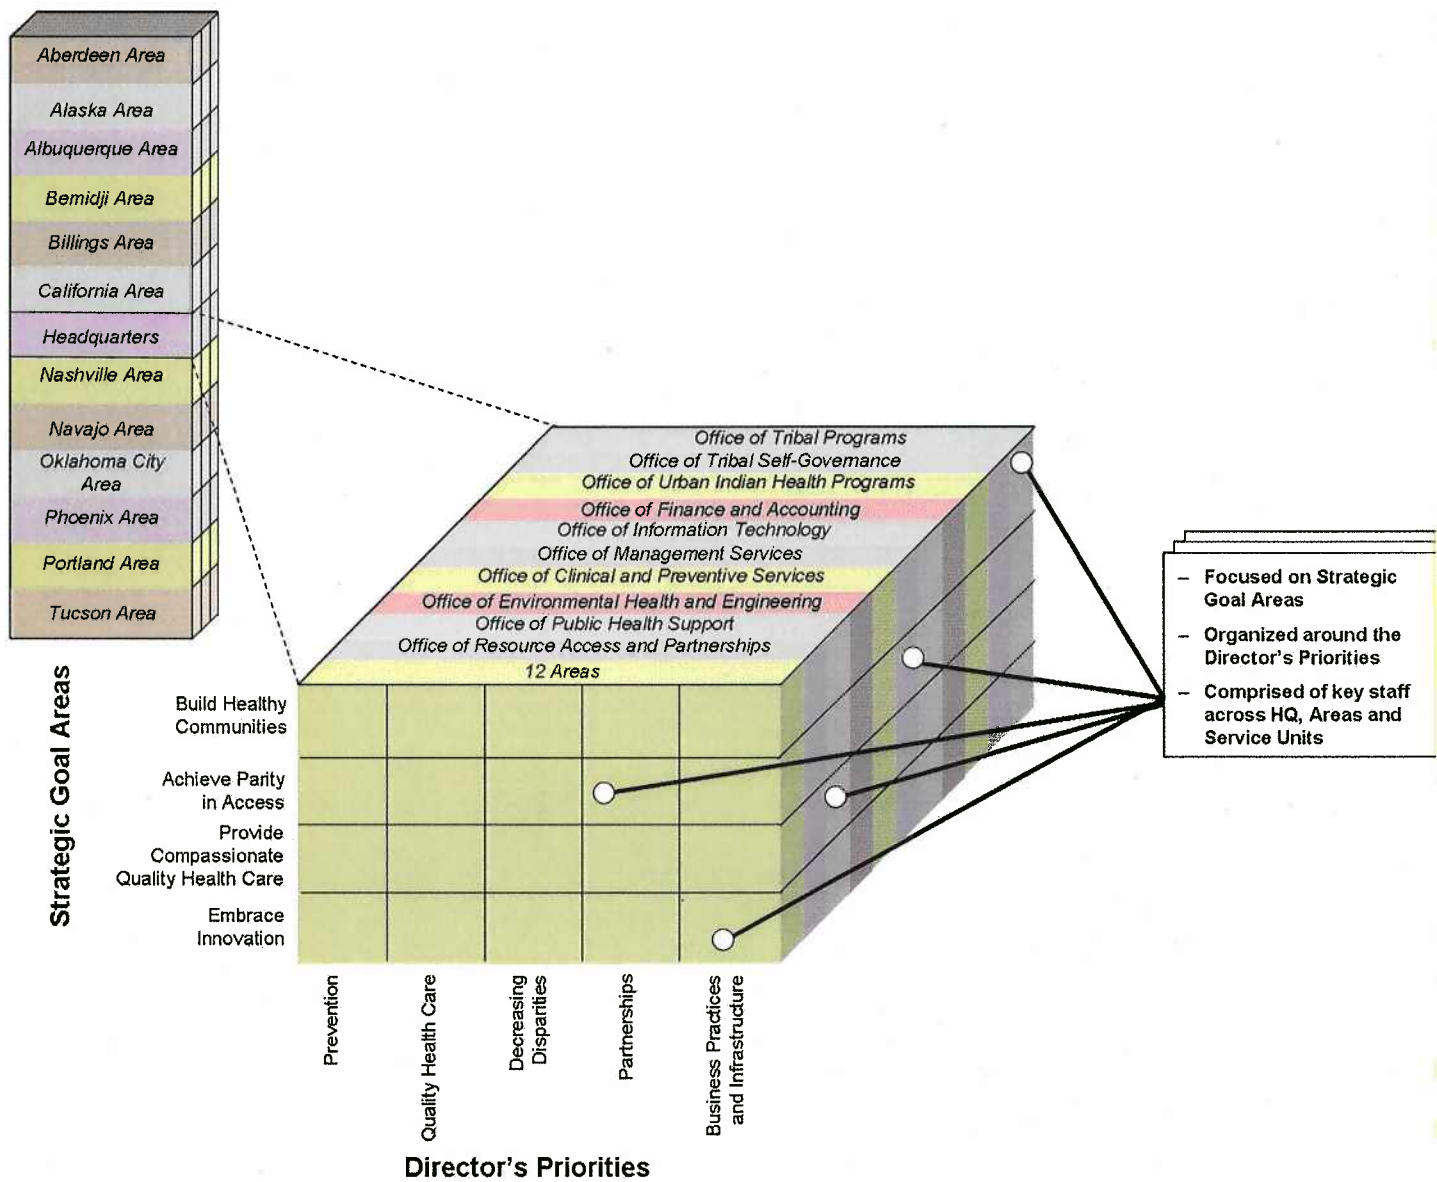 Aberdeen Area
Alaska Area
Albuquerque Area
Bemidji Area
Billings Area
California Area
Headquarters
Nashville Area
Navajo Area
Oklahoma City
Area
Phoenix Area
Portland Area
Tucson Area
Office of Tribal Programs
Office of Tribal Self-Governance
Office of Urban Indian Health Programs
Office of Finance and Accounting
Office of Information Technology
Office of Management Services
Office of Clinical and Preventive Services
Office of Environmental Health and Engineering
Office of Public Health Support
Office of Resource Access and Partnerships
12 Areas
– Focused on Strategic
Goal Areas
– Organized around the
Director's Priorities
– Comprised of key staff
across HQ, Areas and
Service Units
Strategic Goal Areas
Build Healthy
Communities
Achieve Parity
in Access
Provide
Compassionate
Quality Health Care
Embrace
Innovation
Prevention
Quality Health Care
Decreasing
Disparities
Partnerships
Business Practices
and Infrastructure
Director's Priorities